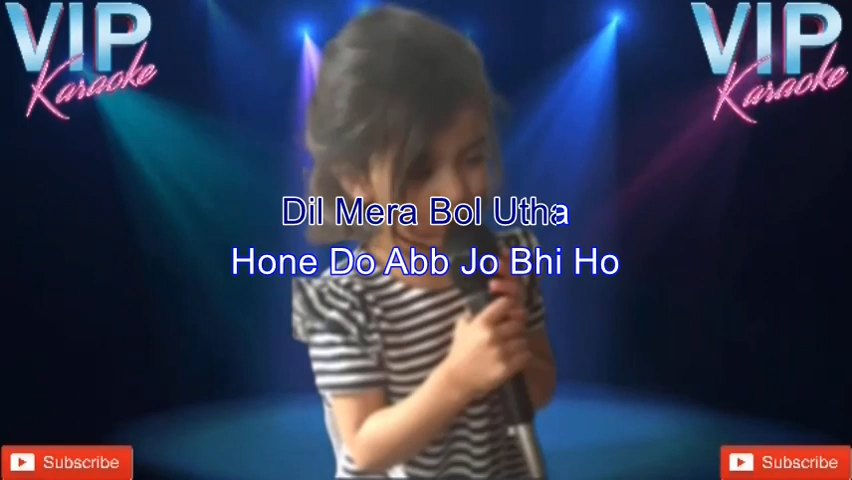 VIP
Karaoke
VIP
Karaoke
Dil Mera Bol Utha
Hone Do Abb Jo Bhi Ho
Subscribe
Subscribe